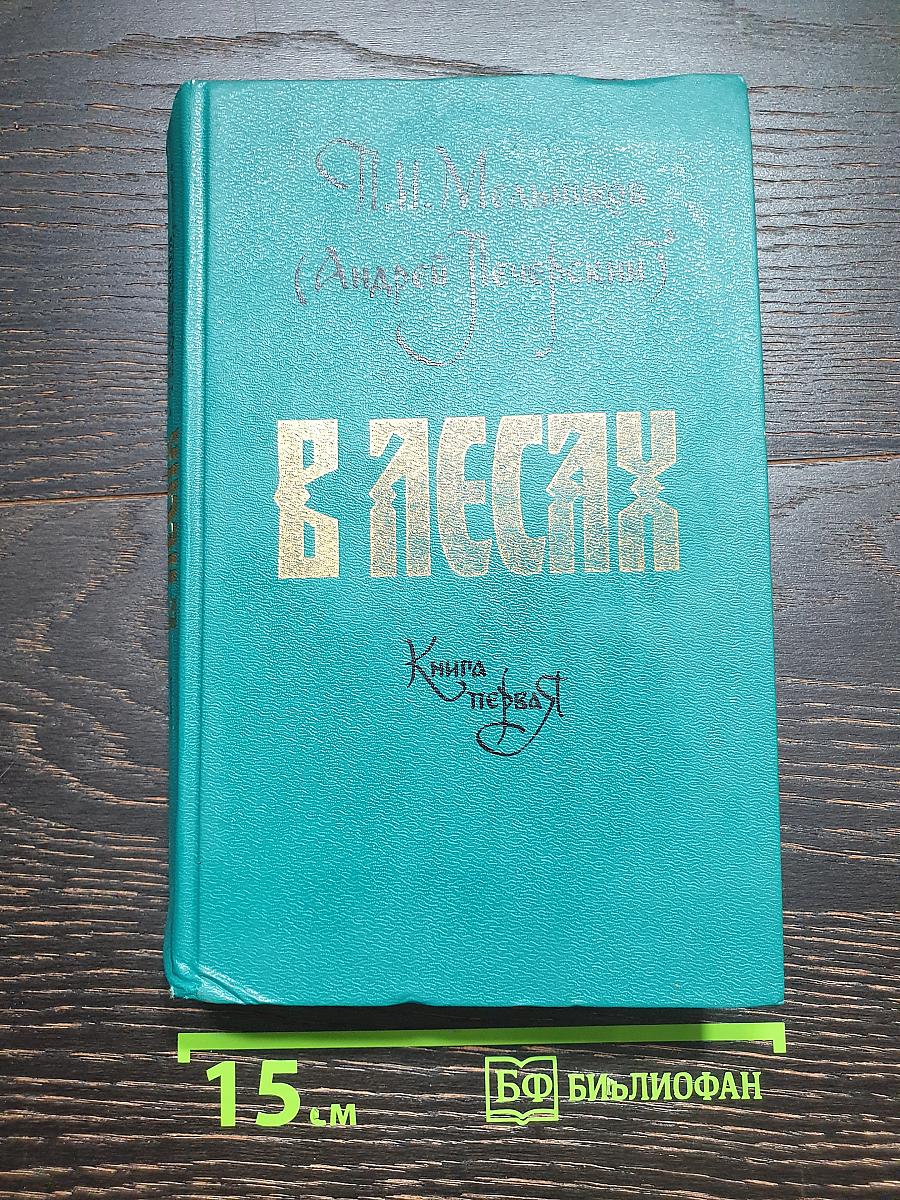 П.И. Мельников
(Андрей Печерский)
В ЛЕСАХ
Книга
первая
15 см
БФ БИБЛИОФАН